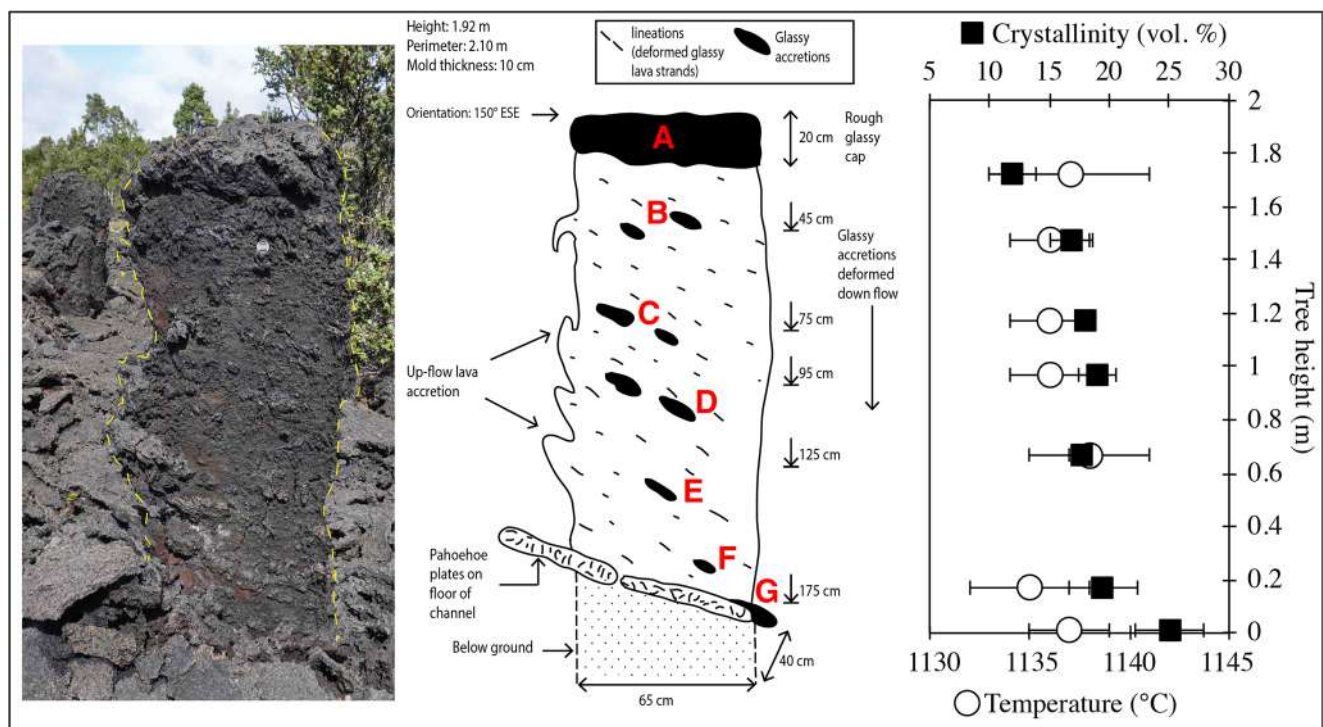 Height: 1.92 m
Perimeter: 2.10 m
Mold thickness: 10 cm
lineations
(deformed glassy
lava strands)
Glassy
accretions
Orientation: 150° ESE
A
20 cm
Rough
glassy
cap
B
45 cm
Glassy
accretions
deformed
down flow
C
75 cm
Up-flow lava
accretion
95 cm
D
125 cm
E
F
Pahoehoe
plates on
floor of
channel
G
175 cm
Below ground
40 cm
65 cm
Crystallinity (vol. %)
5 10 15 20 25 30
2
1.8
1.6
1.4
1.2
1
0.8
0.6
0.4
0.2
0
Tree height (m)
1130 1135 1140 1145
Temperature (°C)